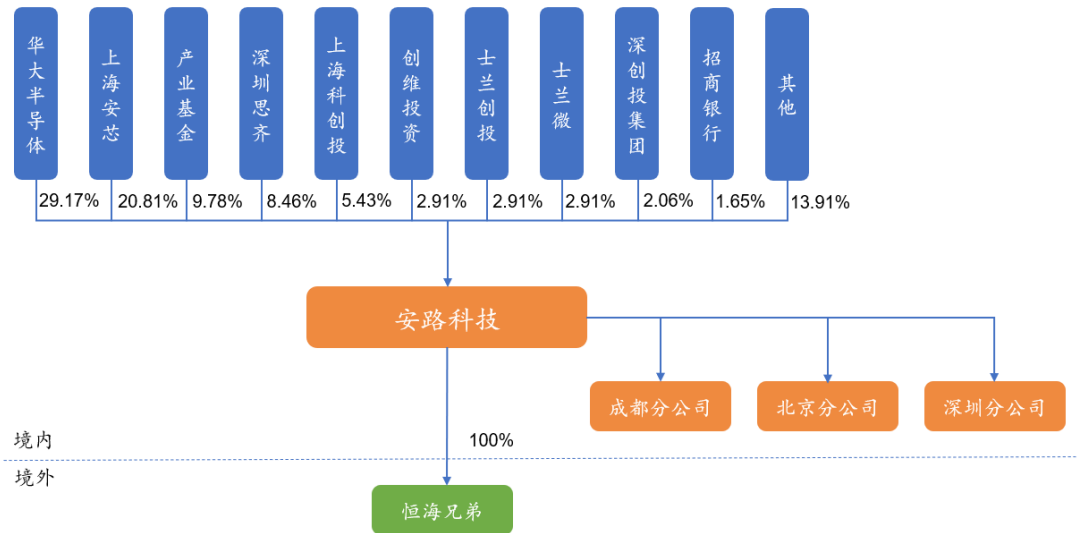 华大半导体
上海安芯
产业基金
深圳思齐
上海科创投
创维投资
士兰创投
士兰微
深创投集团
招商银行
其他
29.17%
20.81%
9.78%
8.46%
5.43%
2.91%
2.91%
2.91%
2.06%
1.65%
13.91%
安路科技
成都分公司
北京分公司
深圳分公司
境内
100%
境外
恒海兄弟